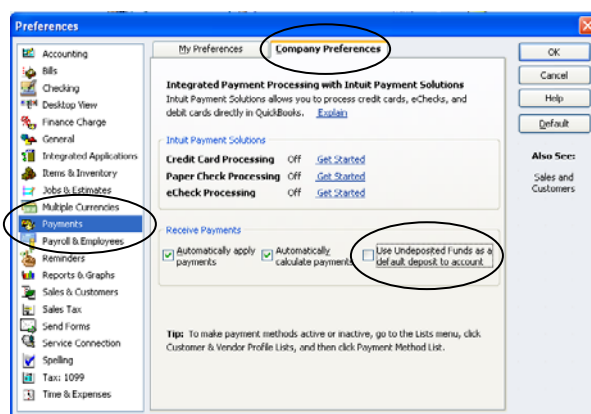 Preferences
My Preferences
Company Preferences
Accounting
Bills
Checking
Desktop View
Finance Charge
General
Integrated Applications
Items & Inventory
Jobs & Estimates
Multiple Currencies
Payments
Payroll & Employees
Reminders
Reports & Graphs
Sales & Customers
Sales Tax
Send Forms
Service Connection
Spelling
Tax: 1099
Time & Expenses
Integrated Payment Processing with Intuit Payment Solutions
Intuit Payment Solutions allows you to process credit cards, eChecks, and
debit cards directly in QuickBooks. Explain
Intuit Payment Solutions
Credit Card Processing Off Get Started
Paper Check Processing Off Get Started
eCheck Processing Off Get Started
Receive Payments
Automatically apply
payments
Automatically
calculate payments
Use Undeposited Funds as a
default deposit to account
Tip: To make payment methods active or inactive, go to the Lists menu, click
Customer & Vendor Profile Lists, and then click Payment Method List.
OK
Cancel
Help
Default
Also See:
Sales and
Customers